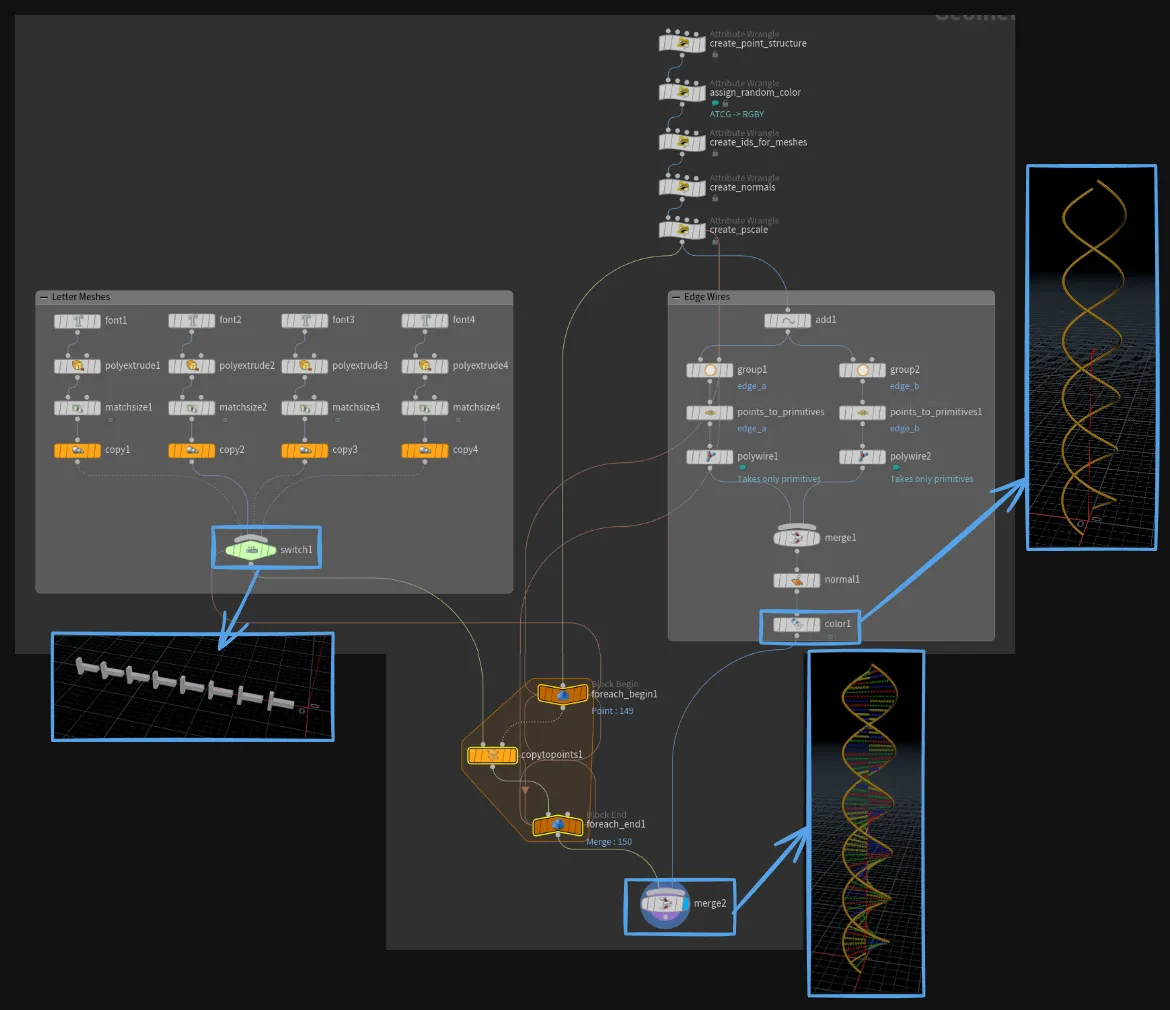 Attribute Wrangle
create_point_structure
Attribute Wrangle
assign_random_color
ATCG -> RGBY
Attribute Wrangle
create_ids_for_meshes
Attribute Wrangle
create_normals
Attribute Wrangle
create_pscale
Letter Meshes
font1
font2
font3
font4
polyextrude1
polyextrude2
polyextrude3
polyextrude4
matchsize1
matchsize2
matchsize3
matchsize4
copy1
copy2
copy3
copy4
switch1
Edge Wires
add1
group1
edge_a
group2
edge_b
points_to_primitives
edge_a
points_to_primitives1
edge_b
polywire1
Takes only primitives
polywire2
Takes only primitives
merge1
normal1
color1
Block Begin
foreach_begin1
Point : 149
copytopoints1
Block End
foreach_end1
Merge : 150
merge2